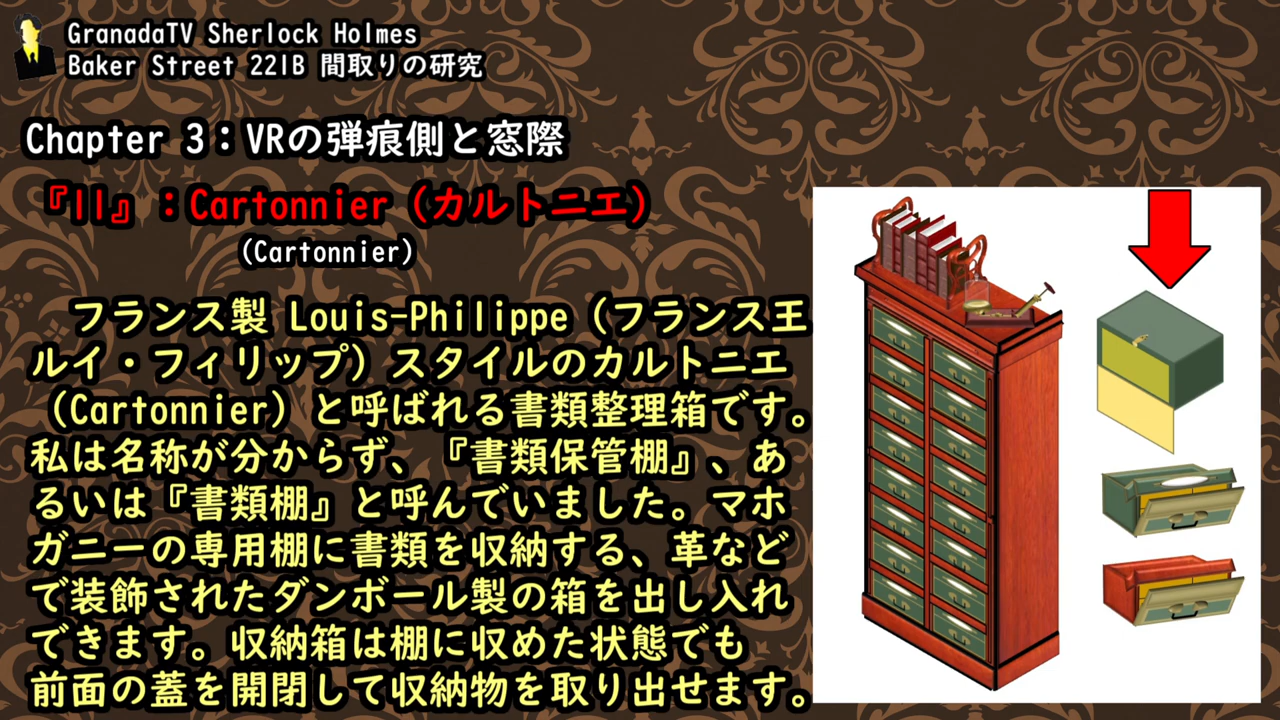 GranadaTV Sherlock Holmes
Baker Street 221B 間取りの研究
Chapter 3：VRの弾痕側と窓際
『11』：Cartonnier（カルトニエ）
(Cartonnier)
フランス製 Louis-Philippe（フランス王
ルイ・フィリップ）スタイルのカルトニエ
（Cartonnier）と呼ばれる書類整理箱です。
私は名称が分からず、『書類保管棚』、あ
るいは『書類棚』と呼んでいました。マホ
ガニーの専用棚に書類を収納する、革など
で装飾されたダンボール製の箱を出し入れ
できます。収納箱は棚に収めた状態でも
前面の蓋を開閉して収納物を取り出せます。